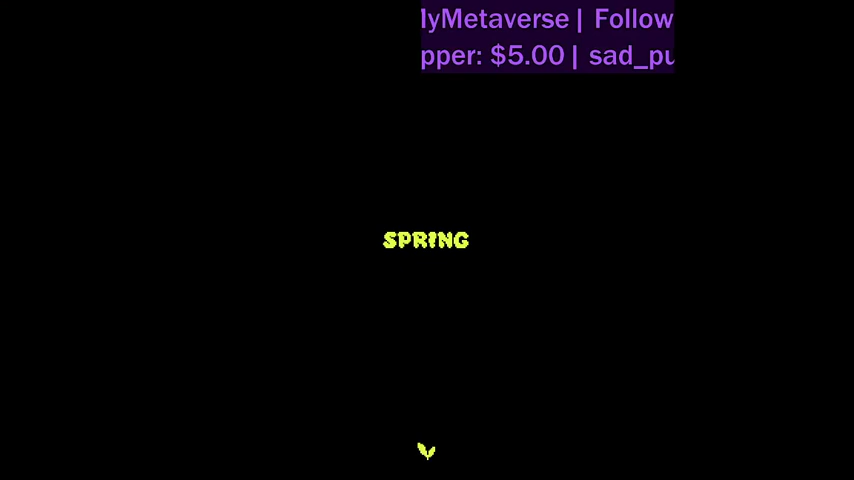 lyMetaverse | Follow
pper: $5.00 | sad_pu
SPRING